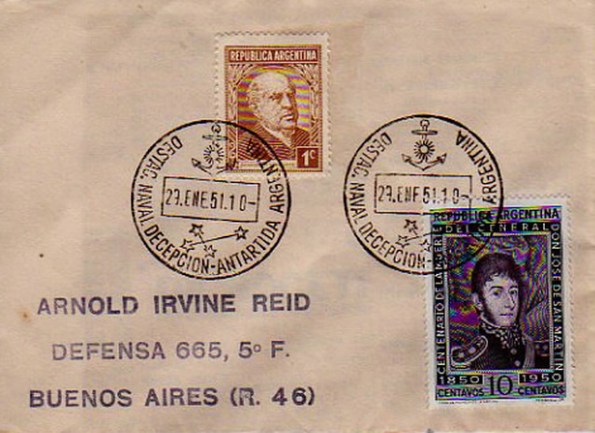 REPUBLICA ARGENTINA
1c
DESTAC. NAVAL DECEPCION-ANTARTIDA ARGENTINA
29.ENE.51.10-
DESTAC. NAVAL DECEPCION-ANTARTIDA ARGENTINA
29.ENE.51.10-
REPUBLICA ARGENTINA
CENTENARIO DE LA MUERTE DEL GENERAL DON JOSE DE SAN MARTIN
1850 1950
CENTAVOS 10 CENTAVOS
ARNOLD IRVINE REID
DEFENSA 665, 5º F.
BUENOS AIRES (R. 46)